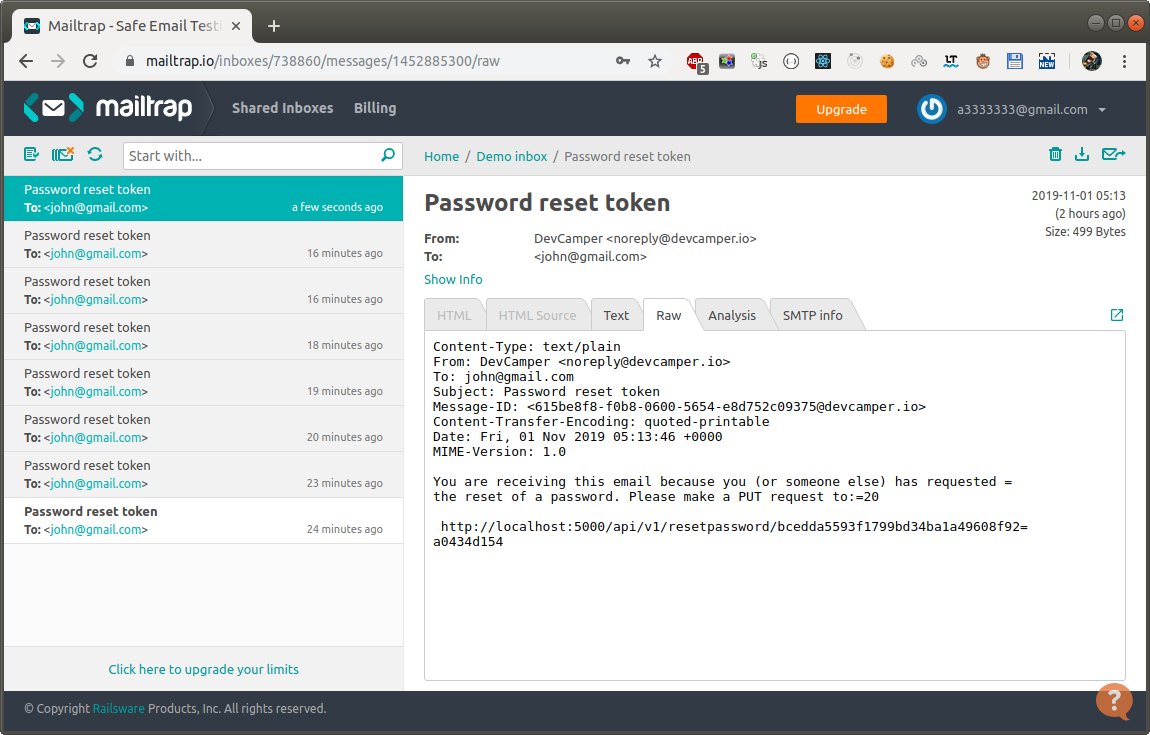 Mailtrap - Safe Email Testi
mailtrap.io/inboxes/738860/messages/1452885300/raw
ABP
5
JS
{·}
LT
NEW
mailtrap
Shared Inboxes
Billing
Upgrade
a3333333@gmail.com
Start with...
Home / Demo inbox / Password reset token
Password reset token
To: <john@gmail.com>
a few seconds ago
Password reset token
To: <john@gmail.com>
16 minutes ago
Password reset token
To: <john@gmail.com>
16 minutes ago
Password reset token
To: <john@gmail.com>
18 minutes ago
Password reset token
To: <john@gmail.com>
19 minutes ago
Password reset token
To: <john@gmail.com>
20 minutes ago
Password reset token
To: <john@gmail.com>
23 minutes ago
Password reset token
To: <john@gmail.com>
24 minutes ago
Click here to upgrade your limits
Password reset token
2019-11-01 05:13
(2 hours ago)
Size: 499 Bytes
From: DevCamper <noreply@devcamper.io>
To: <john@gmail.com>
Show Info
HTML
HTML Source
Text
Raw
Analysis
SMTP info
Content-Type: text/plain
From: DevCamper <noreply@devcamper.io>
To: john@gmail.com
Subject: Password reset token
Message-ID: <615be8f8-f0b8-0600-5654-e8d752c09375@devcamper.io>
Content-Transfer-Encoding: quoted-printable
Date: Fri, 01 Nov 2019 05:13:46 +0000
MIME-Version: 1.0
You are receiving this email because you (or someone else) has requested =
the reset of a password. Please make a PUT request to:=20
http://localhost:5000/api/v1/resetpassword/bcedda5593f1799bd34ba1a49608f92=
a0434d154
© Copyright Railsware Products, Inc. All rights reserved.
?